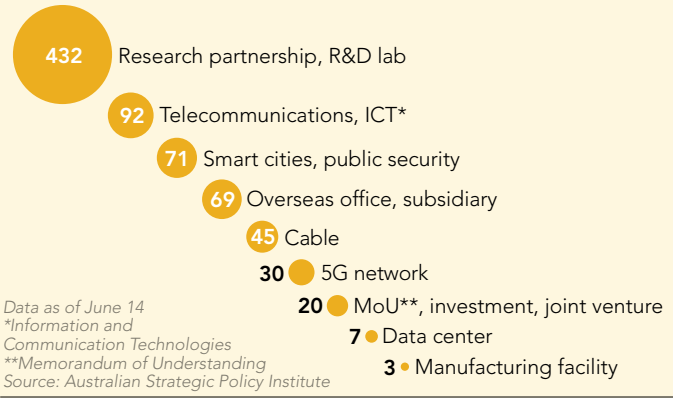 432 Research partnership, R&D lab
92 Telecommunications, ICT*
71 Smart cities, public security
69 Overseas office, subsidiary
45 Cable
30 5G network
20 MoU**, investment, joint venture
7 Data center
3 Manufacturing facility
Data as of June 14
*Information and
Communication Technologies
**Memorandum of Understanding
Source: Australian Strategic Policy Institute